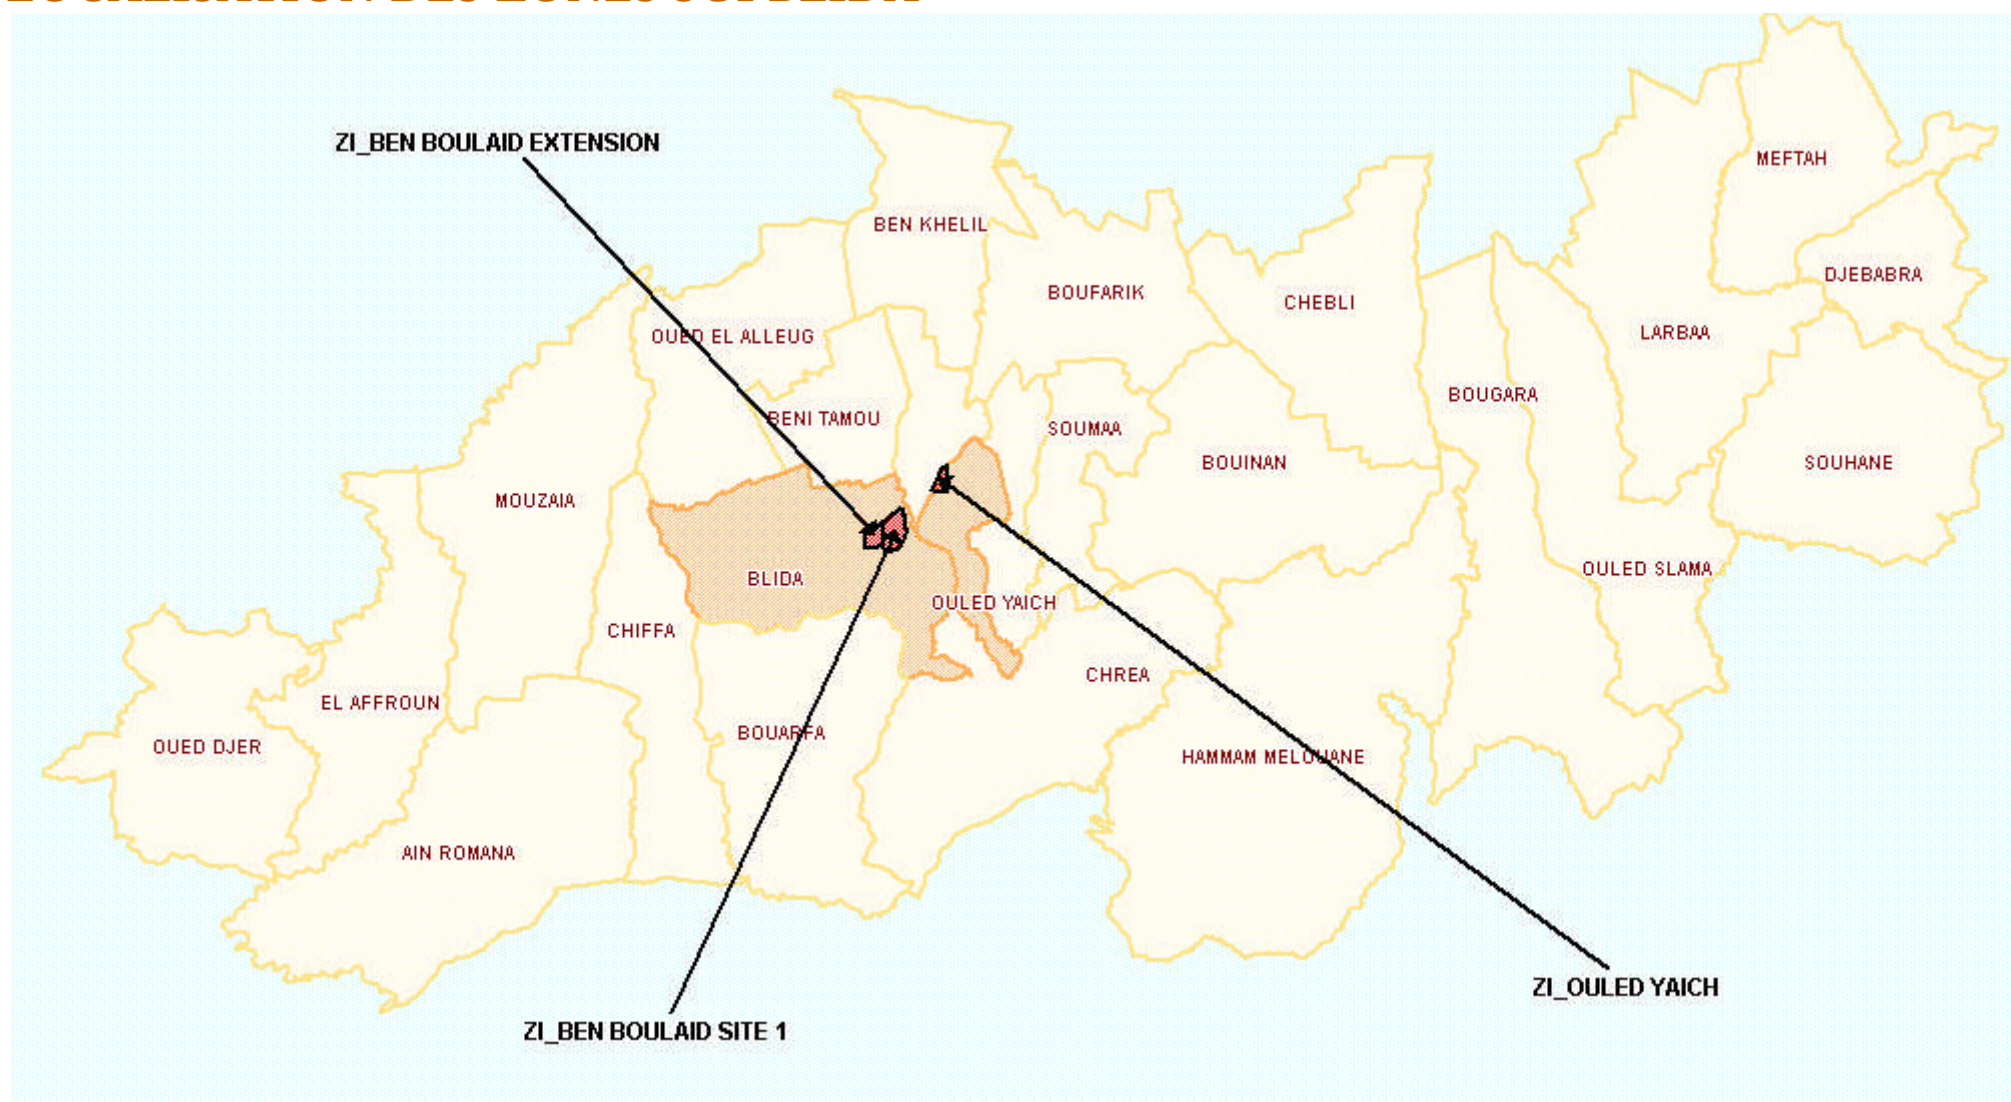 ZI_BEN BOULAID EXTENSION
MEFTAH
BEN KHELIL
DJEBABRA
BOUFARIK
CHEBLI
OUED EL ALLEUG
LARBAA
BOUGARA
BENI TAMOU
SOUMAA
BOUINAN
SOUHANE
MOUZAIA
BLIDA
OULED SLAMA
OULED YAICH
CHIFFA
CHREA
EL AFFROUN
BOUARFA
OUED DJER
HAMMAM MELOUANE
AIN ROMANA
ZI_OULED YAICH
ZI_BEN BOULAID SITE 1